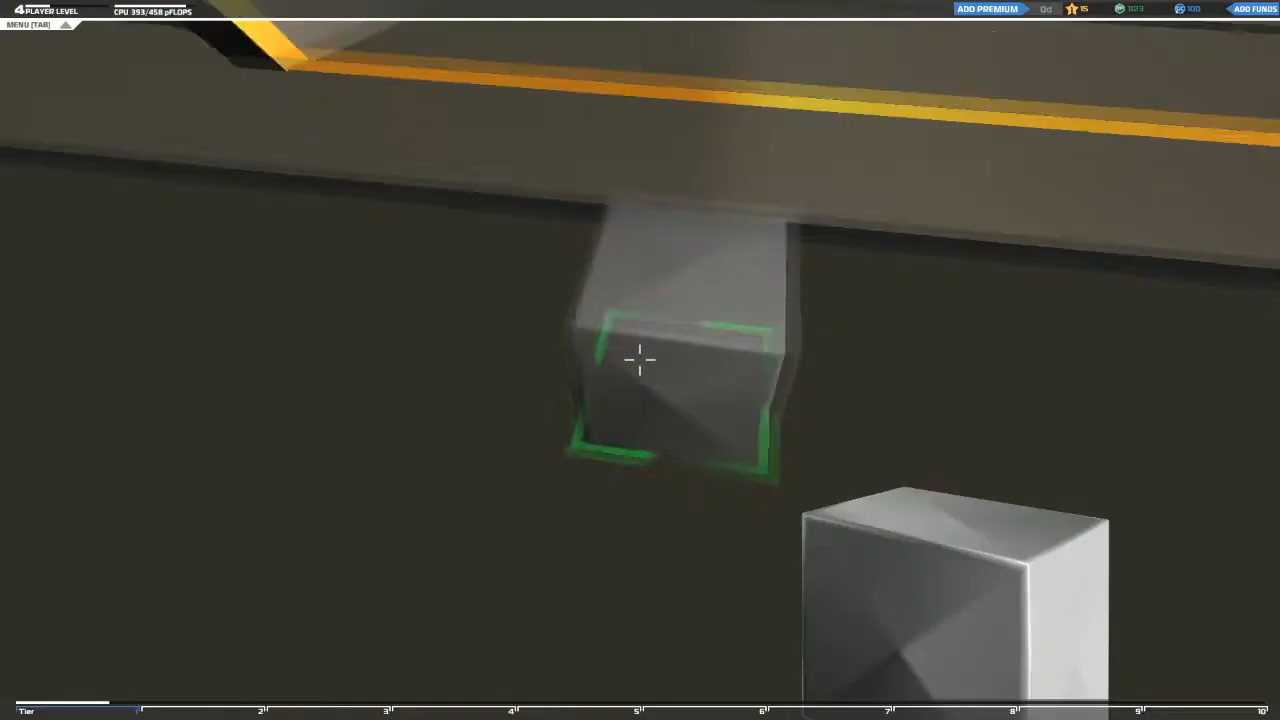 4 PLAYER LEVEL CPU 393/458 pFLOPS ADD PREMIUM 0d 15 1123 100 ADD FUNDS
MENU [TAB]
Tier 1 2 3 4 5 6 7 8 9 10